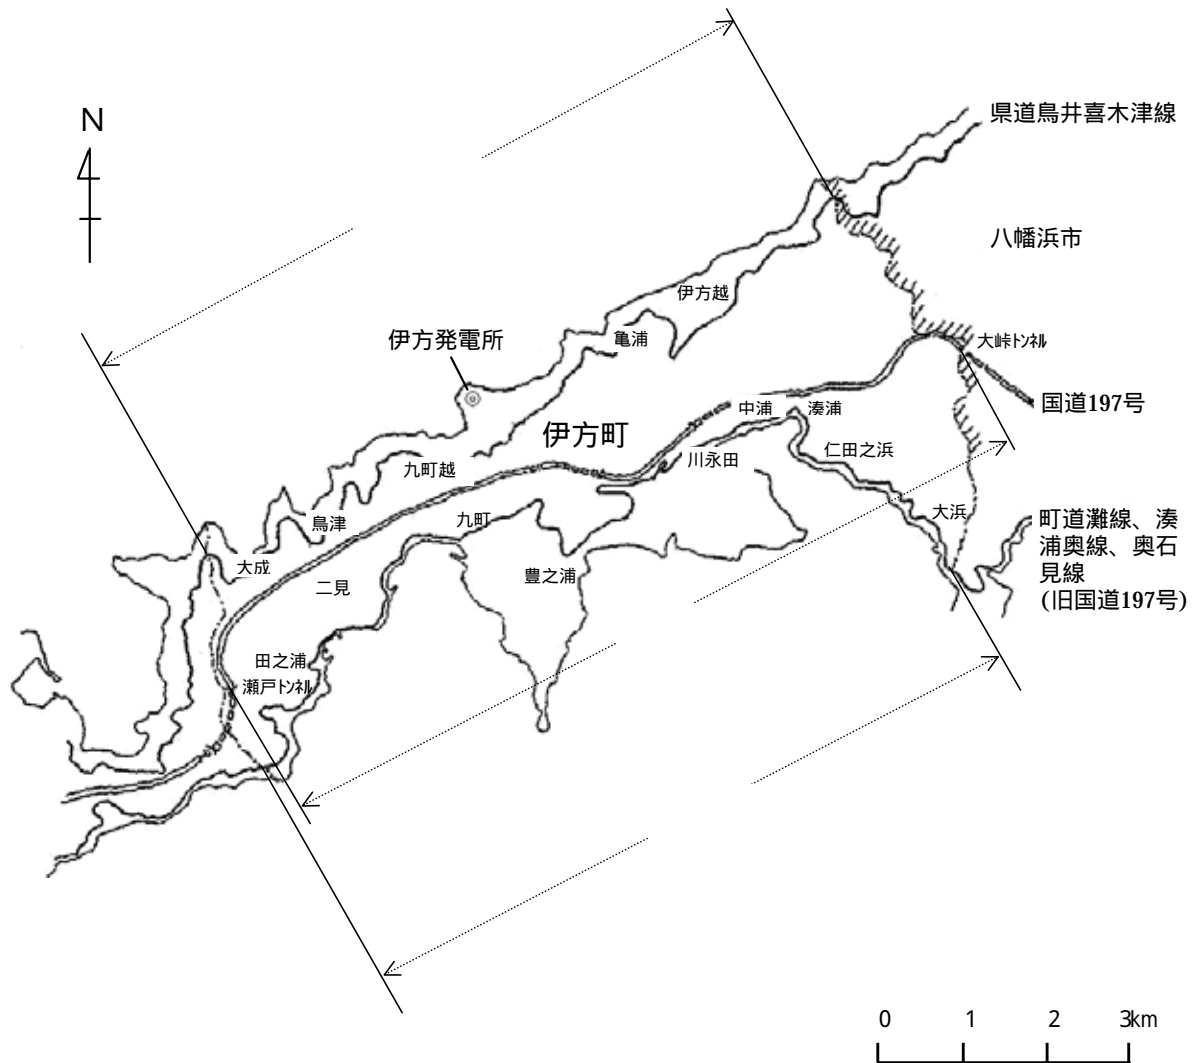 N
県道鳥井喜木津線
八幡浜市
伊方越
伊方発電所
亀浦
大峠トンネル
国道197号
中浦
湊浦
伊方町
仁田之浜
川永田
九町越
大浜
鳥津
九町
町道灘線、湊
浦奥線、奥石
見線
(旧国道197号)
大成
二見
豊之浦
田之浦
瀬戸トンネル
0 1 2 3km